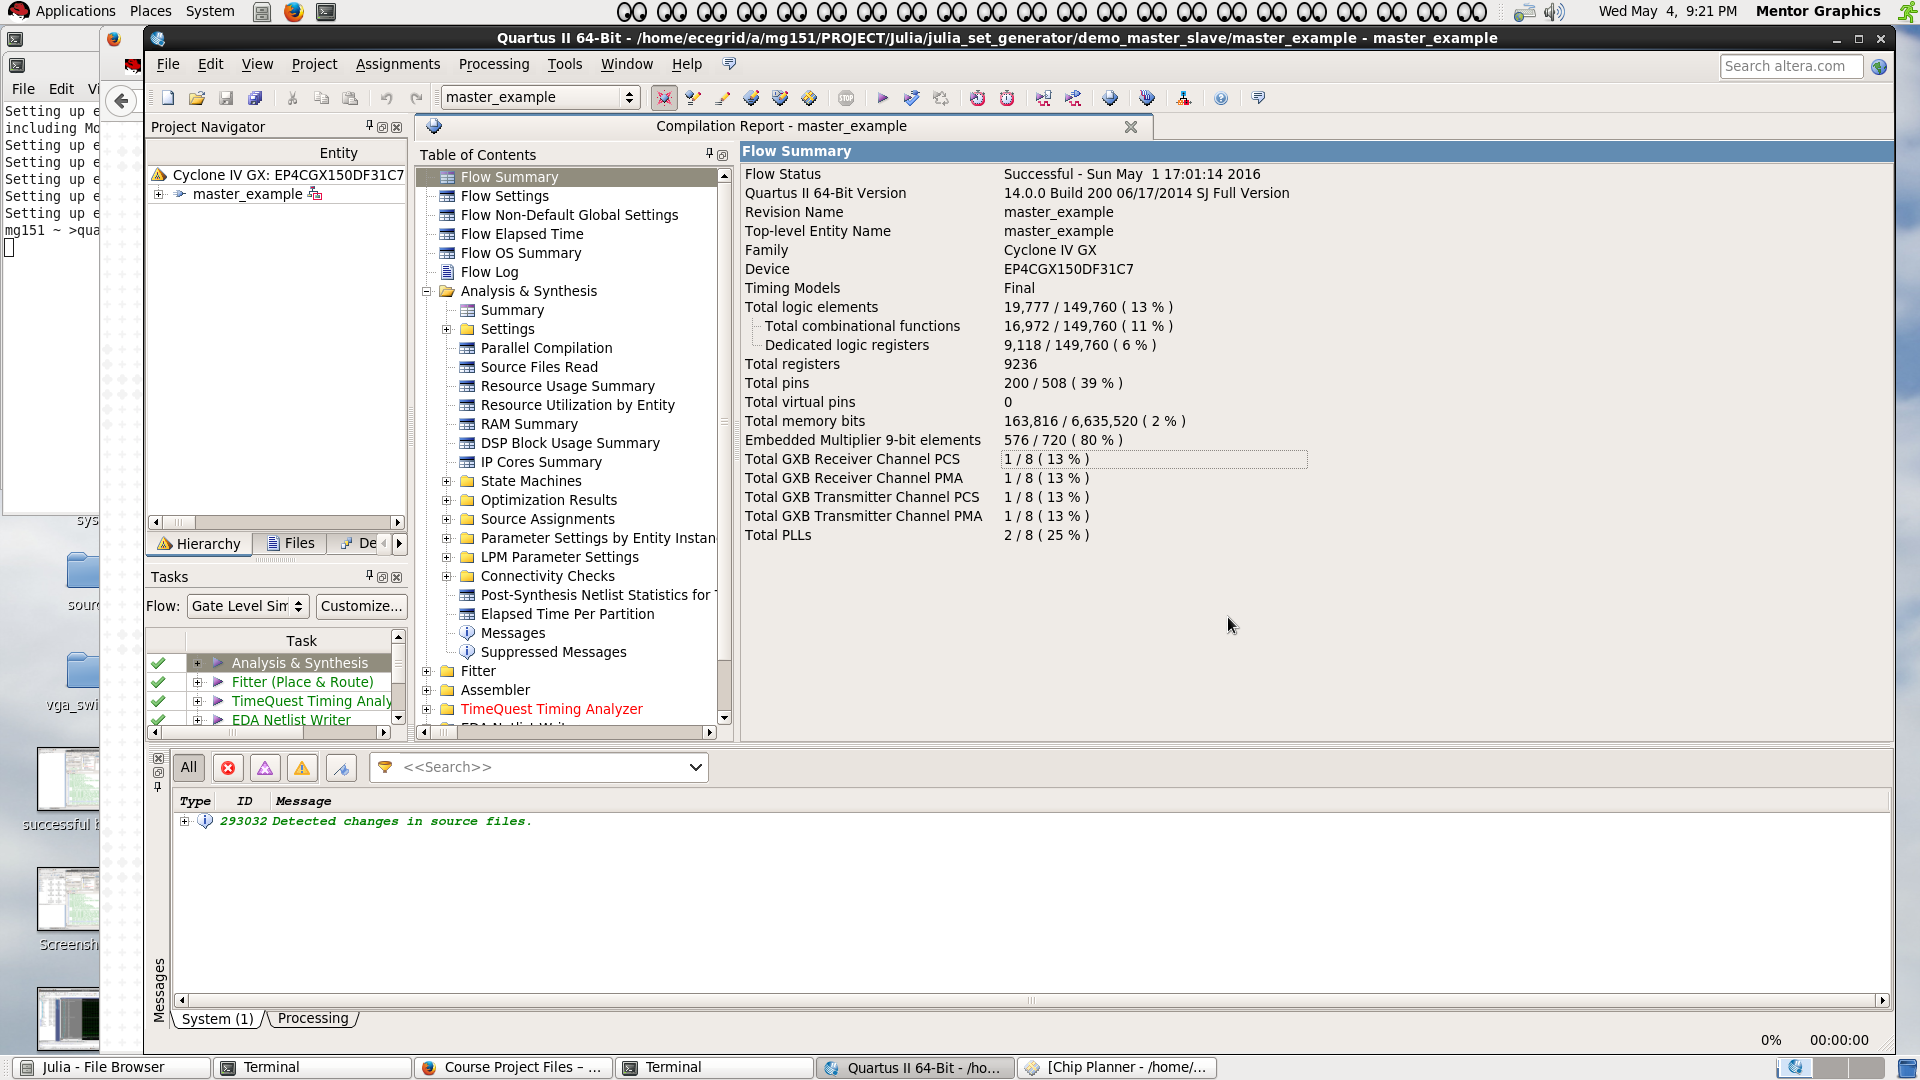 Applications Places System
Wed May 4, 9:21 PM Mentor Graphics
Quartus II 64-Bit - /home/ecegrid/a/mg151/PROJECT/Julia/julia_set_generator/demo_master_slave/master_example - master_example
File Edit View Project Assignments Processing Tools Window Help
Search altera.com
File Edit Vi
master_example
Setting up e
including Mo
Setting up e
Setting up e
Setting up e
Setting up e
Setting up e
mg151 ~ >qua
sys
sourc
vga_swi
successful b
Screensh
Project Navigator
Entity
Cyclone IV GX: EP4CGX150DF31C7
master_example
Hierarchy Files De
Tasks
Flow: Gate Level Sim Customize...
Task
Analysis & Synthesis
Fitter (Place & Route)
TimeQuest Timing Analy
EDA Netlist Writer
Compilation Report - master_example
Table of Contents
Flow Summary
Flow Settings
Flow Non-Default Global Settings
Flow Elapsed Time
Flow OS Summary
Flow Log
Analysis & Synthesis
Summary
Settings
Parallel Compilation
Source Files Read
Resource Usage Summary
Resource Utilization by Entity
RAM Summary
DSP Block Usage Summary
IP Cores Summary
State Machines
Optimization Results
Source Assignments
Parameter Settings by Entity Instan
LPM Parameter Settings
Connectivity Checks
Post-Synthesis Netlist Statistics for T
Elapsed Time Per Partition
Messages
Suppressed Messages
Fitter
Assembler
TimeQuest Timing Analyzer
EDA Netlist Writ
Flow Summary
Flow Status Successful - Sun May 1 17:01:14 2016
Quartus II 64-Bit Version 14.0.0 Build 200 06/17/2014 SJ Full Version
Revision Name master_example
Top-level Entity Name master_example
Family Cyclone IV GX
Device EP4CGX150DF31C7
Timing Models Final
Total logic elements 19,777 / 149,760 ( 13 % )
Total combinational functions 16,972 / 149,760 ( 11 % )
Dedicated logic registers 9,118 / 149,760 ( 6 % )
Total registers 9236
Total pins 200 / 508 ( 39 % )
Total virtual pins 0
Total memory bits 163,816 / 6,635,520 ( 2 % )
Embedded Multiplier 9-bit elements 576 / 720 ( 80 % )
Total GXB Receiver Channel PCS 1 / 8 ( 13 % )
Total GXB Receiver Channel PMA 1 / 8 ( 13 % )
Total GXB Transmitter Channel PCS 1 / 8 ( 13 % )
Total GXB Transmitter Channel PMA 1 / 8 ( 13 % )
Total PLLs 2 / 8 ( 25 % )
All <<Search>>
Type ID Message
293032 Detected changes in source files.
Messages
System (1) Processing
0% 00:00:00
Julia - File Browser Terminal Course Project Files – ... Terminal Quartus II 64-Bit - /ho... [Chip Planner - /home/...